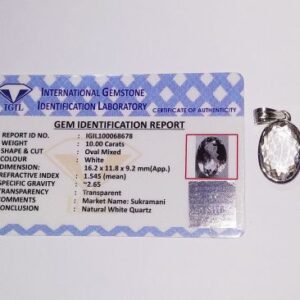 IGIL
INTERNATIONAL GEMSTONE
IDENTIFICATION LABORATORY
CERTIFICATE OF AUTHENTICITY
GEM IDENTIFICATION REPORT
REPORT ID NO. : IGIL100068678
WEIGHT : 10.00 Carats
SHAPE & CUT : Oval Mixed
COLOUR : White
DIMENSION: : 16.2 x 11.8 x 9.2 mm(App.)
REFRACTIVE INDEX : 1.545 (mean)
SPECIFIC GRAVITY : ~2.65
TRANSPARENCY : Transparent
COMMENTS : Market Name: Sukramani
CONCLUSION : Natural White Quartz